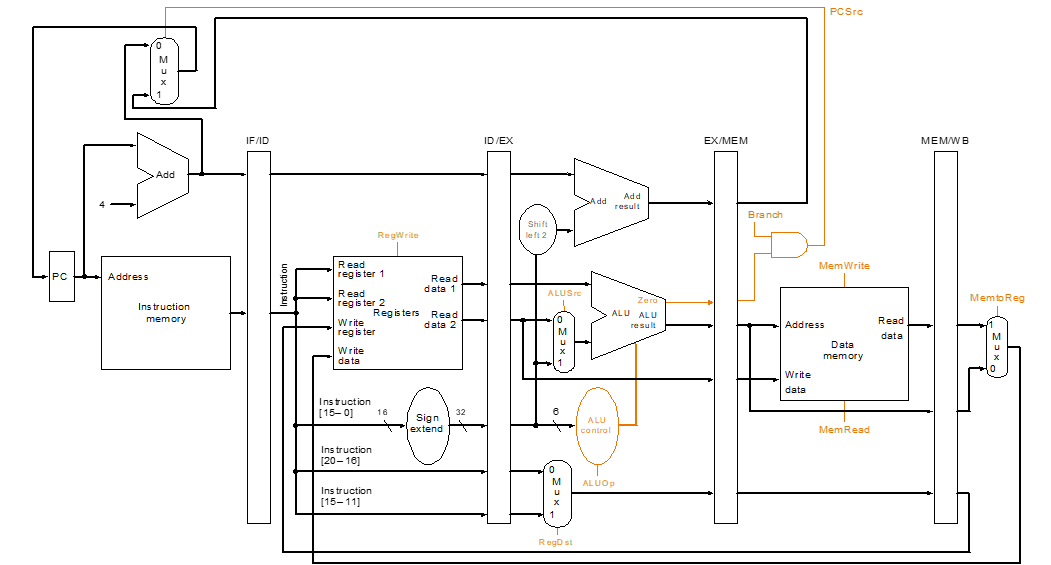 PCSrc
0
M
u
x
1
IF/ID
ID/EX
EX/MEM
MEM/WB
Add
4
Add
Add
result
Shift
left 2
Branch
RegWrite
PC
Address
Instruction
memory
Instruction
Read
register 1
Read
register 2
Write
register
Write
data
Registers
Read
data 1
Read
data 2
ALUSrc
0
M
u
x
1
Zero
ALU
ALU
result
MemWrite
Address
Read
data
Data
memory
Write
data
MemRead
MemtoReg
1
M
u
x
0
Instruction
[15–0]
16
Sign
extend
32
6
ALU
control
ALUOp
Instruction
[20–16]
Instruction
[15–11]
0
M
u
x
1
RegDst